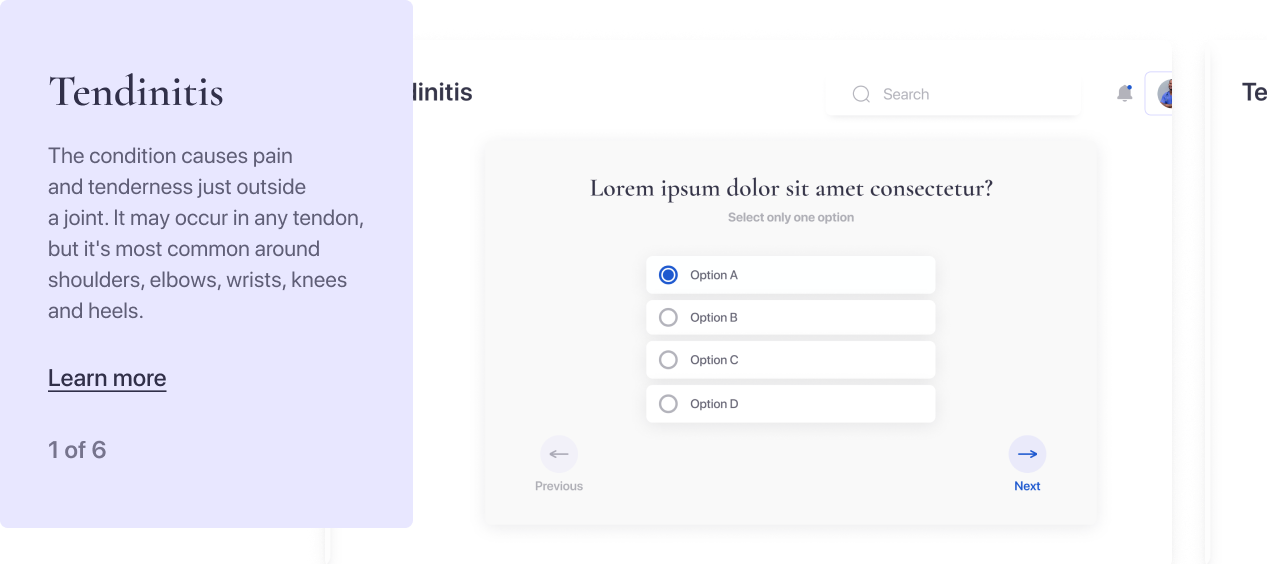 Tendinitis
The condition causes pain
and tenderness just outside
a joint. It may occur in any tendon,
but it's most common around
shoulders, elbows, wrists, knees
and heels.
Learn more
1 of 6
dinitis
Search
Lorem ipsum dolor sit amet consectetur?
Select only one option
Option A
Option B
Option C
Option D
Previous
Next
Te